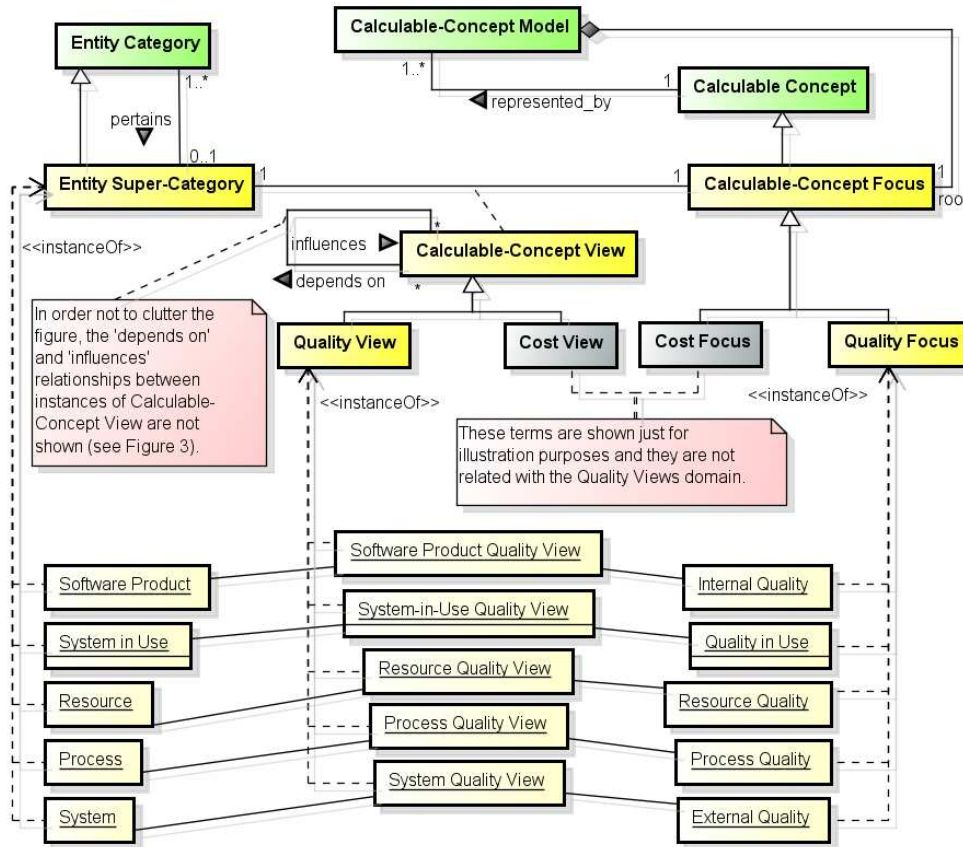 Calculable-Concept Model
Entity Category
1..*
1..*
1
Calculable Concept
represented_by
pertains
0..1
Entity Super-Category
1
1
Calculable-Concept Focus
1
roo
<<instanceOf>>
influences
*
Calculable-Concept View
depends on
*
In order not to clutter the
figure, the 'depends on'
and 'influences'
relationships between
instances of Calculable-
Concept View are not
shown (see Figure 3).
Quality View
Cost View
Cost Focus
Quality Focus
<<instanceOf>>
<<instanceOf>>
These terms are shown just for
illustration purposes and they are not
related with the Quality Views domain.
Software Product Quality View
Software Product
Internal Quality
System-in-Use Quality View
System in Use
Quality in Use
Resource Quality View
Resource
Resource Quality
Process Quality View
Process
Process Quality
System Quality View
System
External Quality